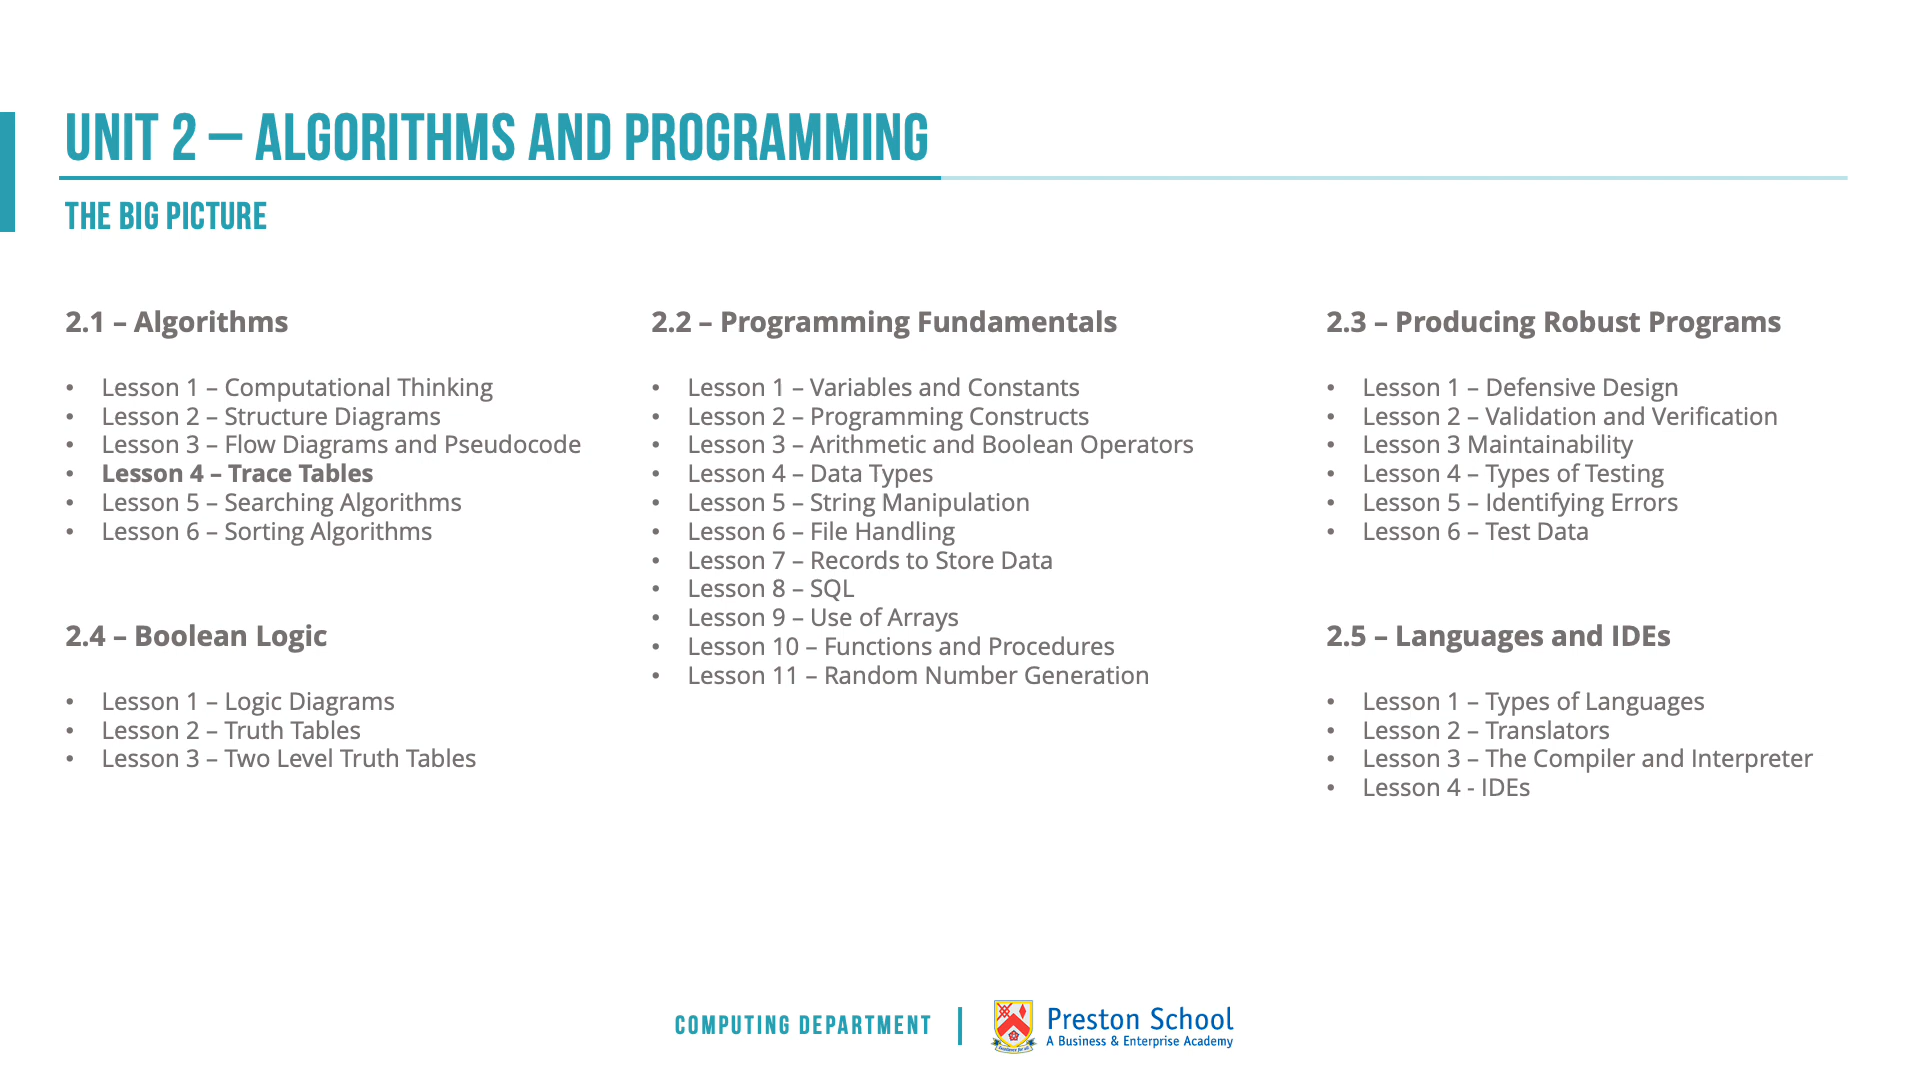 UNIT 2 – ALGORITHMS AND PROGRAMMING
THE BIG PICTURE
2.1 – Algorithms
• Lesson 1 – Computational Thinking
• Lesson 2 – Structure Diagrams
• Lesson 3 – Flow Diagrams and Pseudocode
• Lesson 4 – Trace Tables
• Lesson 5 – Searching Algorithms
• Lesson 6 – Sorting Algorithms
2.4 – Boolean Logic
• Lesson 1 – Logic Diagrams
• Lesson 2 – Truth Tables
• Lesson 3 – Two Level Truth Tables
2.2 – Programming Fundamentals
• Lesson 1 – Variables and Constants
• Lesson 2 – Programming Constructs
• Lesson 3 – Arithmetic and Boolean Operators
• Lesson 4 – Data Types
• Lesson 5 – String Manipulation
• Lesson 6 – File Handling
• Lesson 7 – Records to Store Data
• Lesson 8 – SQL
• Lesson 9 – Use of Arrays
• Lesson 10 – Functions and Procedures
• Lesson 11 – Random Number Generation
2.3 – Producing Robust Programs
• Lesson 1 – Defensive Design
• Lesson 2 – Validation and Verification
• Lesson 3 Maintainability
• Lesson 4 – Types of Testing
• Lesson 5 – Identifying Errors
• Lesson 6 – Test Data
2.5 – Languages and IDEs
• Lesson 1 – Types of Languages
• Lesson 2 – Translators
• Lesson 3 – The Compiler and Interpreter
• Lesson 4 - IDEs
COMPUTING DEPARTMENT
Preston School
A Business & Enterprise Academy